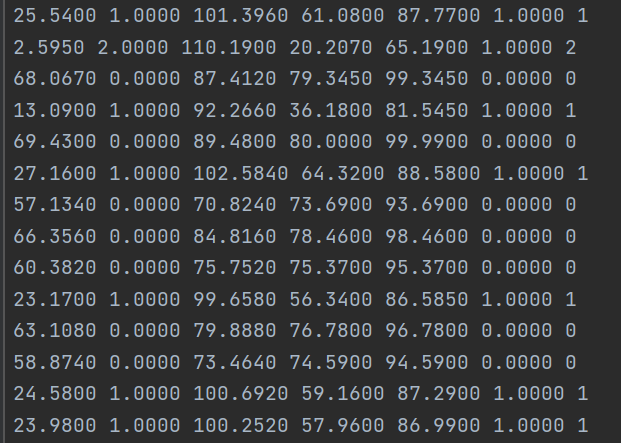 25.5400 1.0000 101.3960 61.0800 87.7700 1.0000 1
2.5950 2.0000 110.1900 20.2070 65.1900 1.0000 2
68.0670 0.0000 87.4120 79.3450 99.3450 0.0000 0
13.0900 1.0000 92.2660 36.1800 81.5450 1.0000 1
69.4300 0.0000 89.4800 80.0000 99.9900 0.0000 0
27.1600 1.0000 102.5840 64.3200 88.5800 1.0000 1
57.1340 0.0000 70.8240 73.6900 93.6900 0.0000 0
66.3560 0.0000 84.8160 78.4600 98.4600 0.0000 0
60.3820 0.0000 75.7520 75.3700 95.3700 0.0000 0
23.1700 1.0000 99.6580 56.3400 86.5850 1.0000 1
63.1080 0.0000 79.8880 76.7800 96.7800 0.0000 0
58.8740 0.0000 73.4640 74.5900 94.5900 0.0000 0
24.5800 1.0000 100.6920 59.1600 87.2900 1.0000 1
23.9800 1.0000 100.2520 57.9600 86.9900 1.0000 1